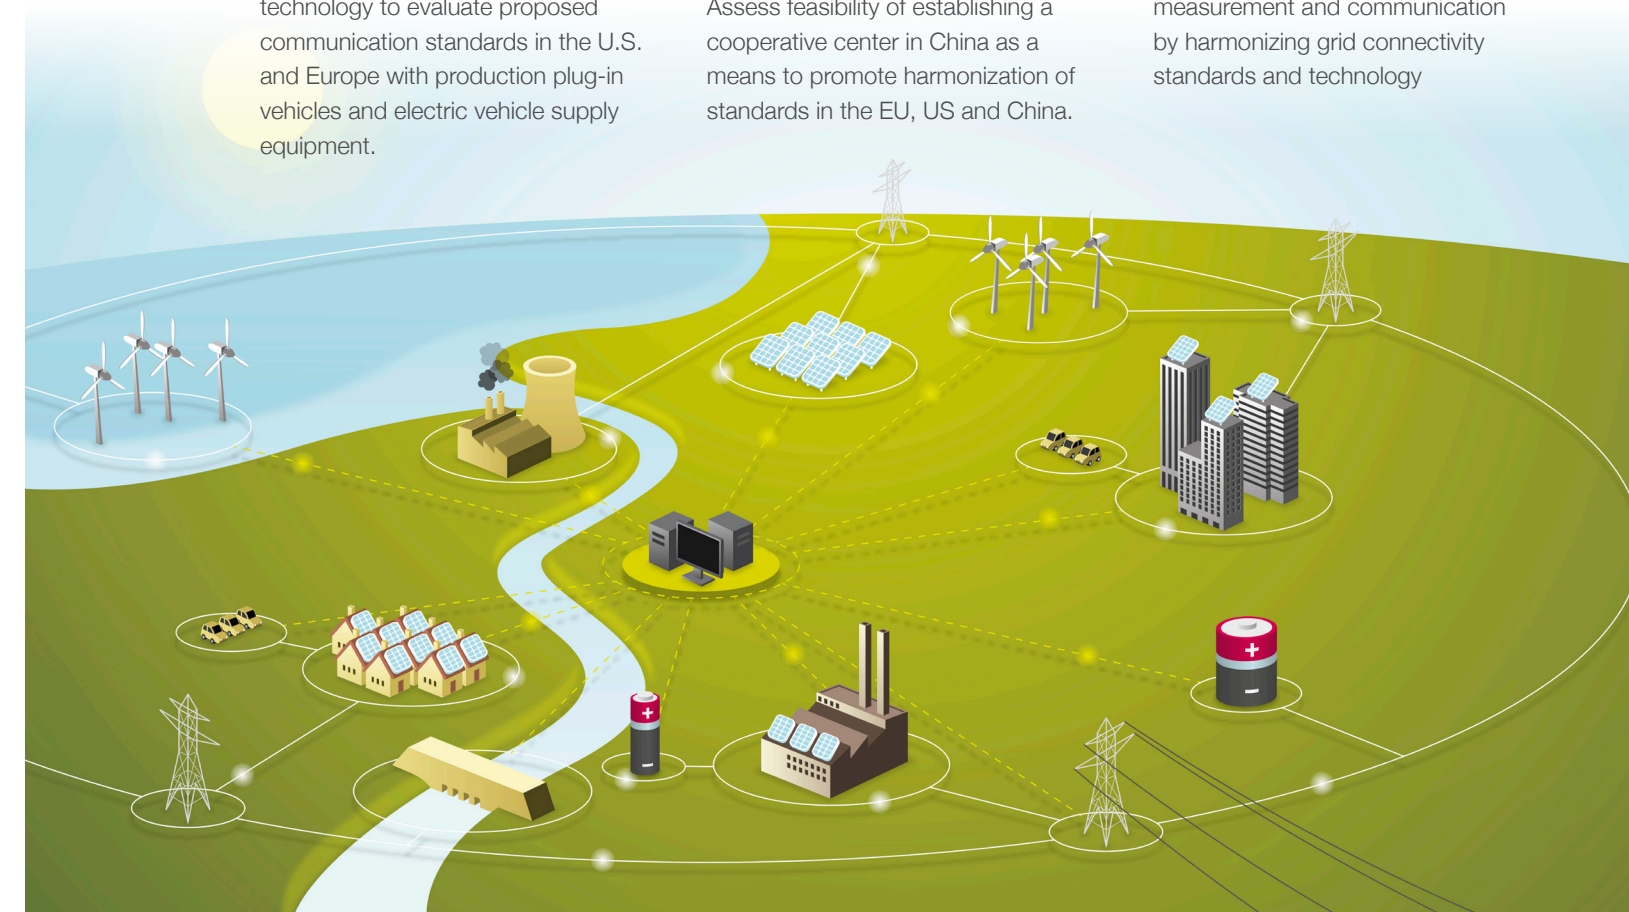 technology to evaluate proposed
communication standards in the U.S.
and Europe with production plug-in
vehicles and electric vehicle supply
equipment.
Assess feasibility of establishing a
cooperative center in China as a
means to promote harmonization of
standards in the EU, US and China.
measurement and communication
by harmonizing grid connectivity
standards and technology